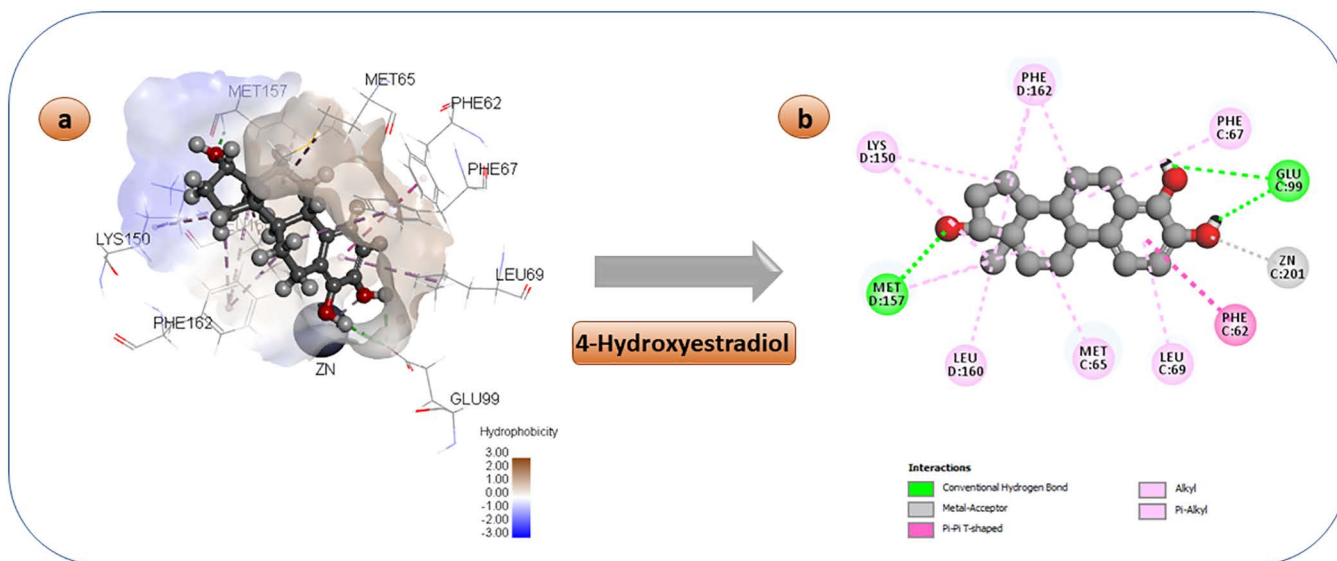 a
MET157
MET65
PHE62
PHE67
LYS150
LEU69
PHE162
ZN
GLU99
Hydrophobicity
3.00
2.00
1.00
0.00
-1.00
-2.00
-3.00
4-Hydroxyestradiol
b
PHE
D:162
PHE
C:67
LYS
D:150
GLU
C:99
ZN
C:201
MET
D:157
PHE
C:62
LEU
D:160
MET
C:65
LEU
C:69
Interactions
Conventional Hydrogen Bond
Metal-Acceptor
Pi-Pi T-shaped
Alkyl
Pi-Alkyl